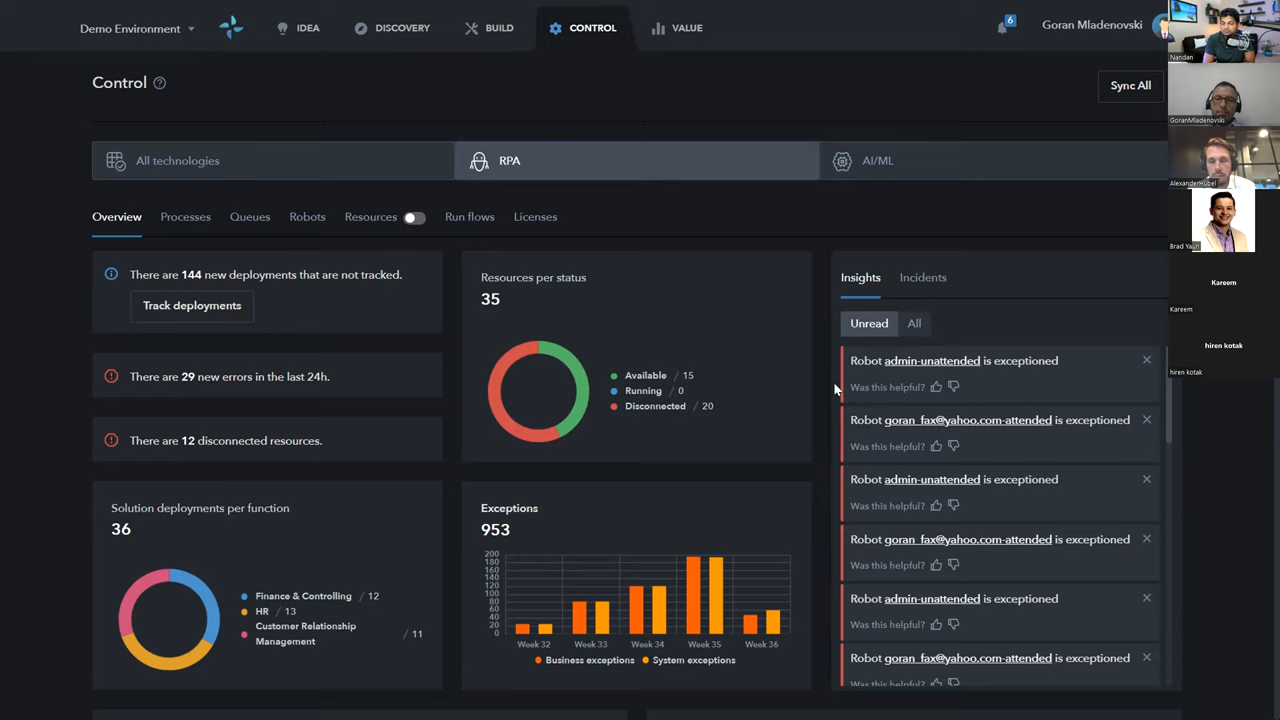 Demo Environment
IDEA
DISCOVERY
BUILD
CONTROL
VALUE
6
Goran Mladenovski
Nandan
GoranMladenovski
AlexanderHubel
Brad Yaun
Kareem
Kareem
hiren kotak
hiren kotak
Control
?
Sync All
All technologies
RPA
AI/ML
Overview
Processes
Queues
Robots
Resources
Run flows
Licenses
There are 144 new deployments that are not tracked.
Track deployments
There are 29 new errors in the last 24h.
There are 12 disconnected resources.
Solution deployments per function
36
Finance & Controlling / 12
HR / 13
Customer Relationship
Management / 11
Resources per status
35
Available / 15
Running / 0
Disconnected / 20
Exceptions
953
200
180
160
140
120
100
80
60
40
20
0
Week 32
Week 33
Week 34
Week 35
Week 36
Business exceptions
System exceptions
Insights
Incidents
Unread
All
Robot admin-unattended is exceptioned
Was this helpful?
Robot goran_fax@yahoo.com-attended is exceptioned
Was this helpful?
Robot admin-unattended is exceptioned
Was this helpful?
Robot goran_fax@yahoo.com-attended is exceptioned
Was this helpful?
Robot admin-unattended is exceptioned
Was this helpful?
Robot goran_fax@yahoo.com-attended is exceptioned
Was this helpful?